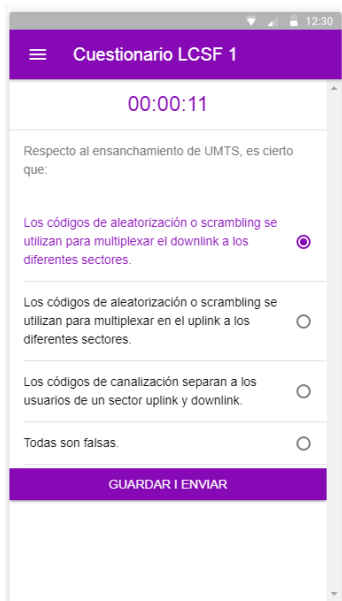 12:30
Cuestionario LCSF 1
00:00:11
Respecto al ensanchamiento de UMTS, es cierto
que:
Los códigos de aleatorización o scrambling se
utilizan para multiplexar el downlink a los
diferentes sectores.
Los códigos de aleatorización o scrambling se
utilizan para multiplexar en el uplink a los
diferentes sectores.
Los códigos de canalización separan a los
usuarios de un sector uplink y downlink.
Todas son falsas.
GUARDAR I ENVIAR